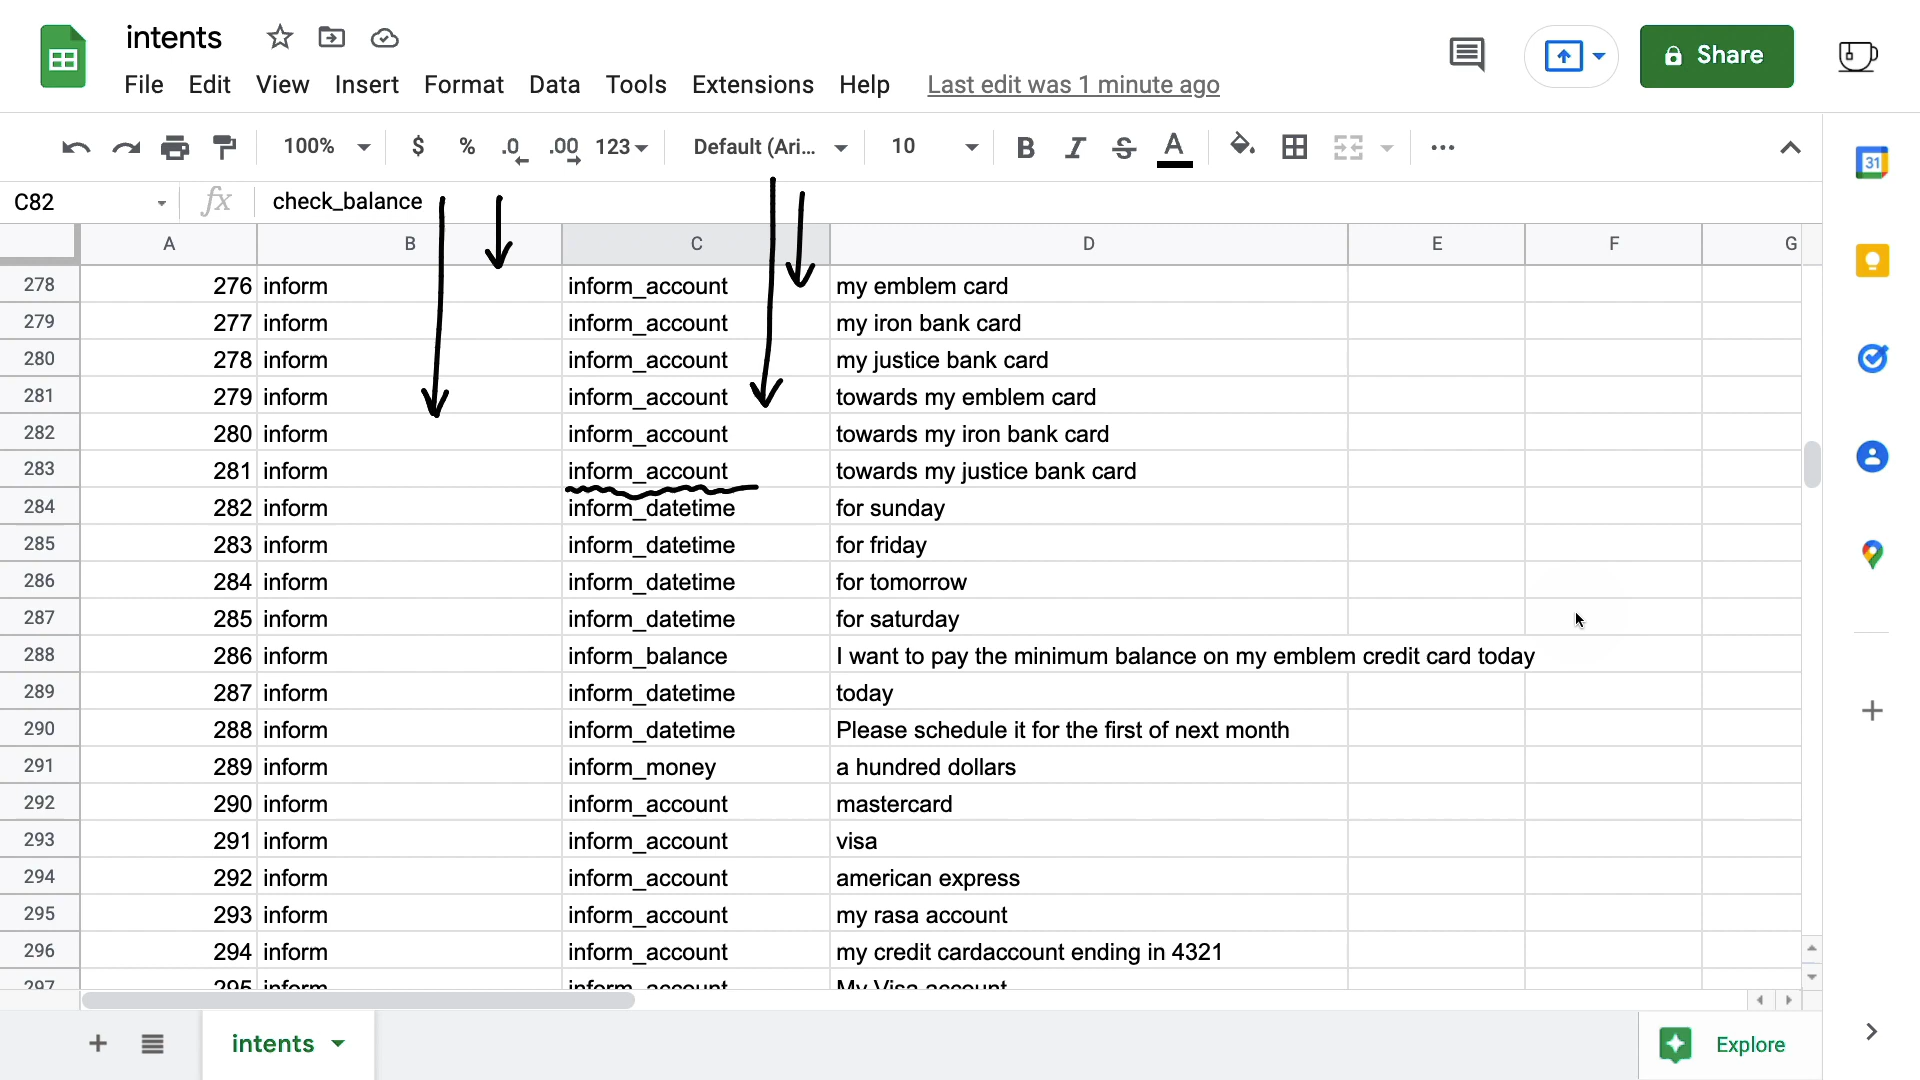 intents
File Edit View Insert Format Data Tools Extensions Help Last edit was 1 minute ago
Share
100% $ % .0 .00 123 Default (Ari... 10 B I S A
31
C82 fx check_balance
A B C D E F G
278 276 inform inform_account my emblem card
279 277 inform inform_account my iron bank card
280 278 inform inform_account my justice bank card
281 279 inform inform_account towards my emblem card
282 280 inform inform_account towards my iron bank card
283 281 inform inform_account towards my justice bank card
284 282 inform inform_datetime for sunday
285 283 inform inform_datetime for friday
286 284 inform inform_datetime for tomorrow
287 285 inform inform_datetime for saturday
288 286 inform inform_balance I want to pay the minimum balance on my emblem credit card today
289 287 inform inform_datetime today
290 288 inform inform_datetime Please schedule it for the first of next month
291 289 inform inform_money a hundred dollars
292 290 inform inform_account mastercard
293 291 inform inform_account visa
294 292 inform inform_account american express
295 293 inform inform_account my rasa account
296 294 inform inform_account my credit cardaccount ending in 4321
297 295 inform inform_account My Visa account
intents
Explore